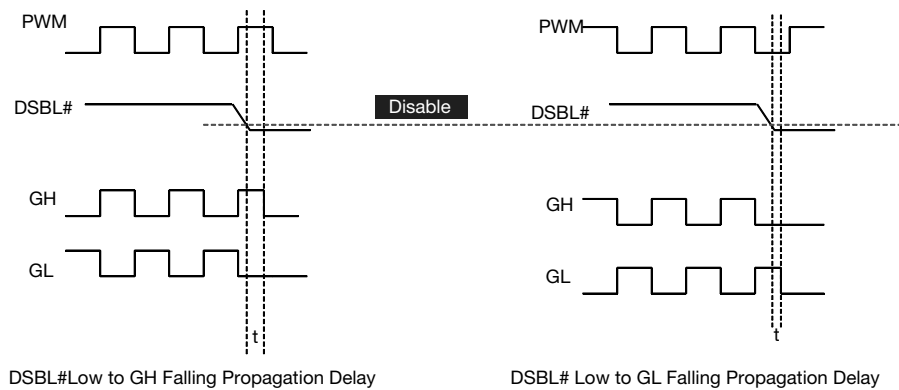 PWM
DSBL#
GH
GL
t
DSBL#Low to GH Falling Propagation Delay
Disable
PWM
DSBL#
GH
GL
t
DSBL# Low to GL Falling Propagation Delay